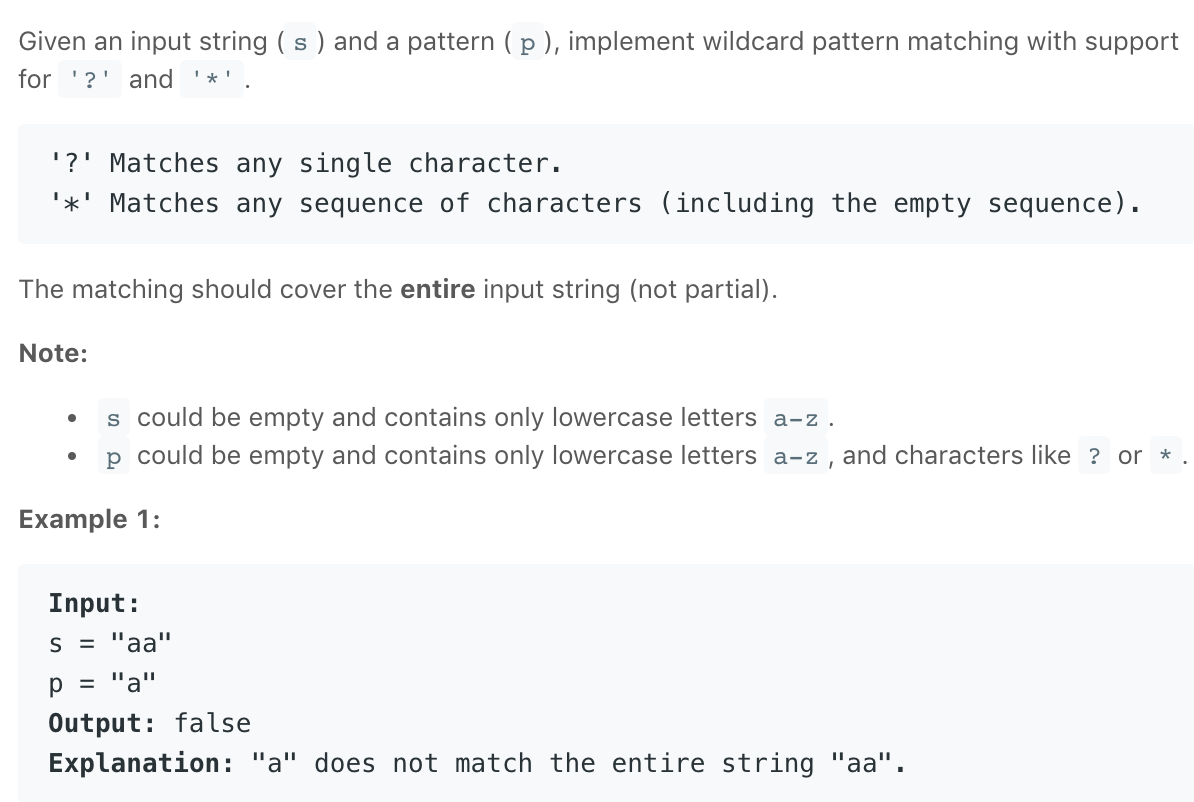 Given an input string ( s ) and a pattern ( p ), implement wildcard pattern matching with support
for '?' and '*'.
'?' Matches any single character.
'*' Matches any sequence of characters (including the empty sequence).
The matching should cover the entire input string (not partial).
Note:
• s could be empty and contains only lowercase letters a-z.
• p could be empty and contains only lowercase letters a-z, and characters like ? or *.
Example 1:
Input:
s = "aa"
p = "a"
Output: false
Explanation: "a" does not match the entire string "aa".